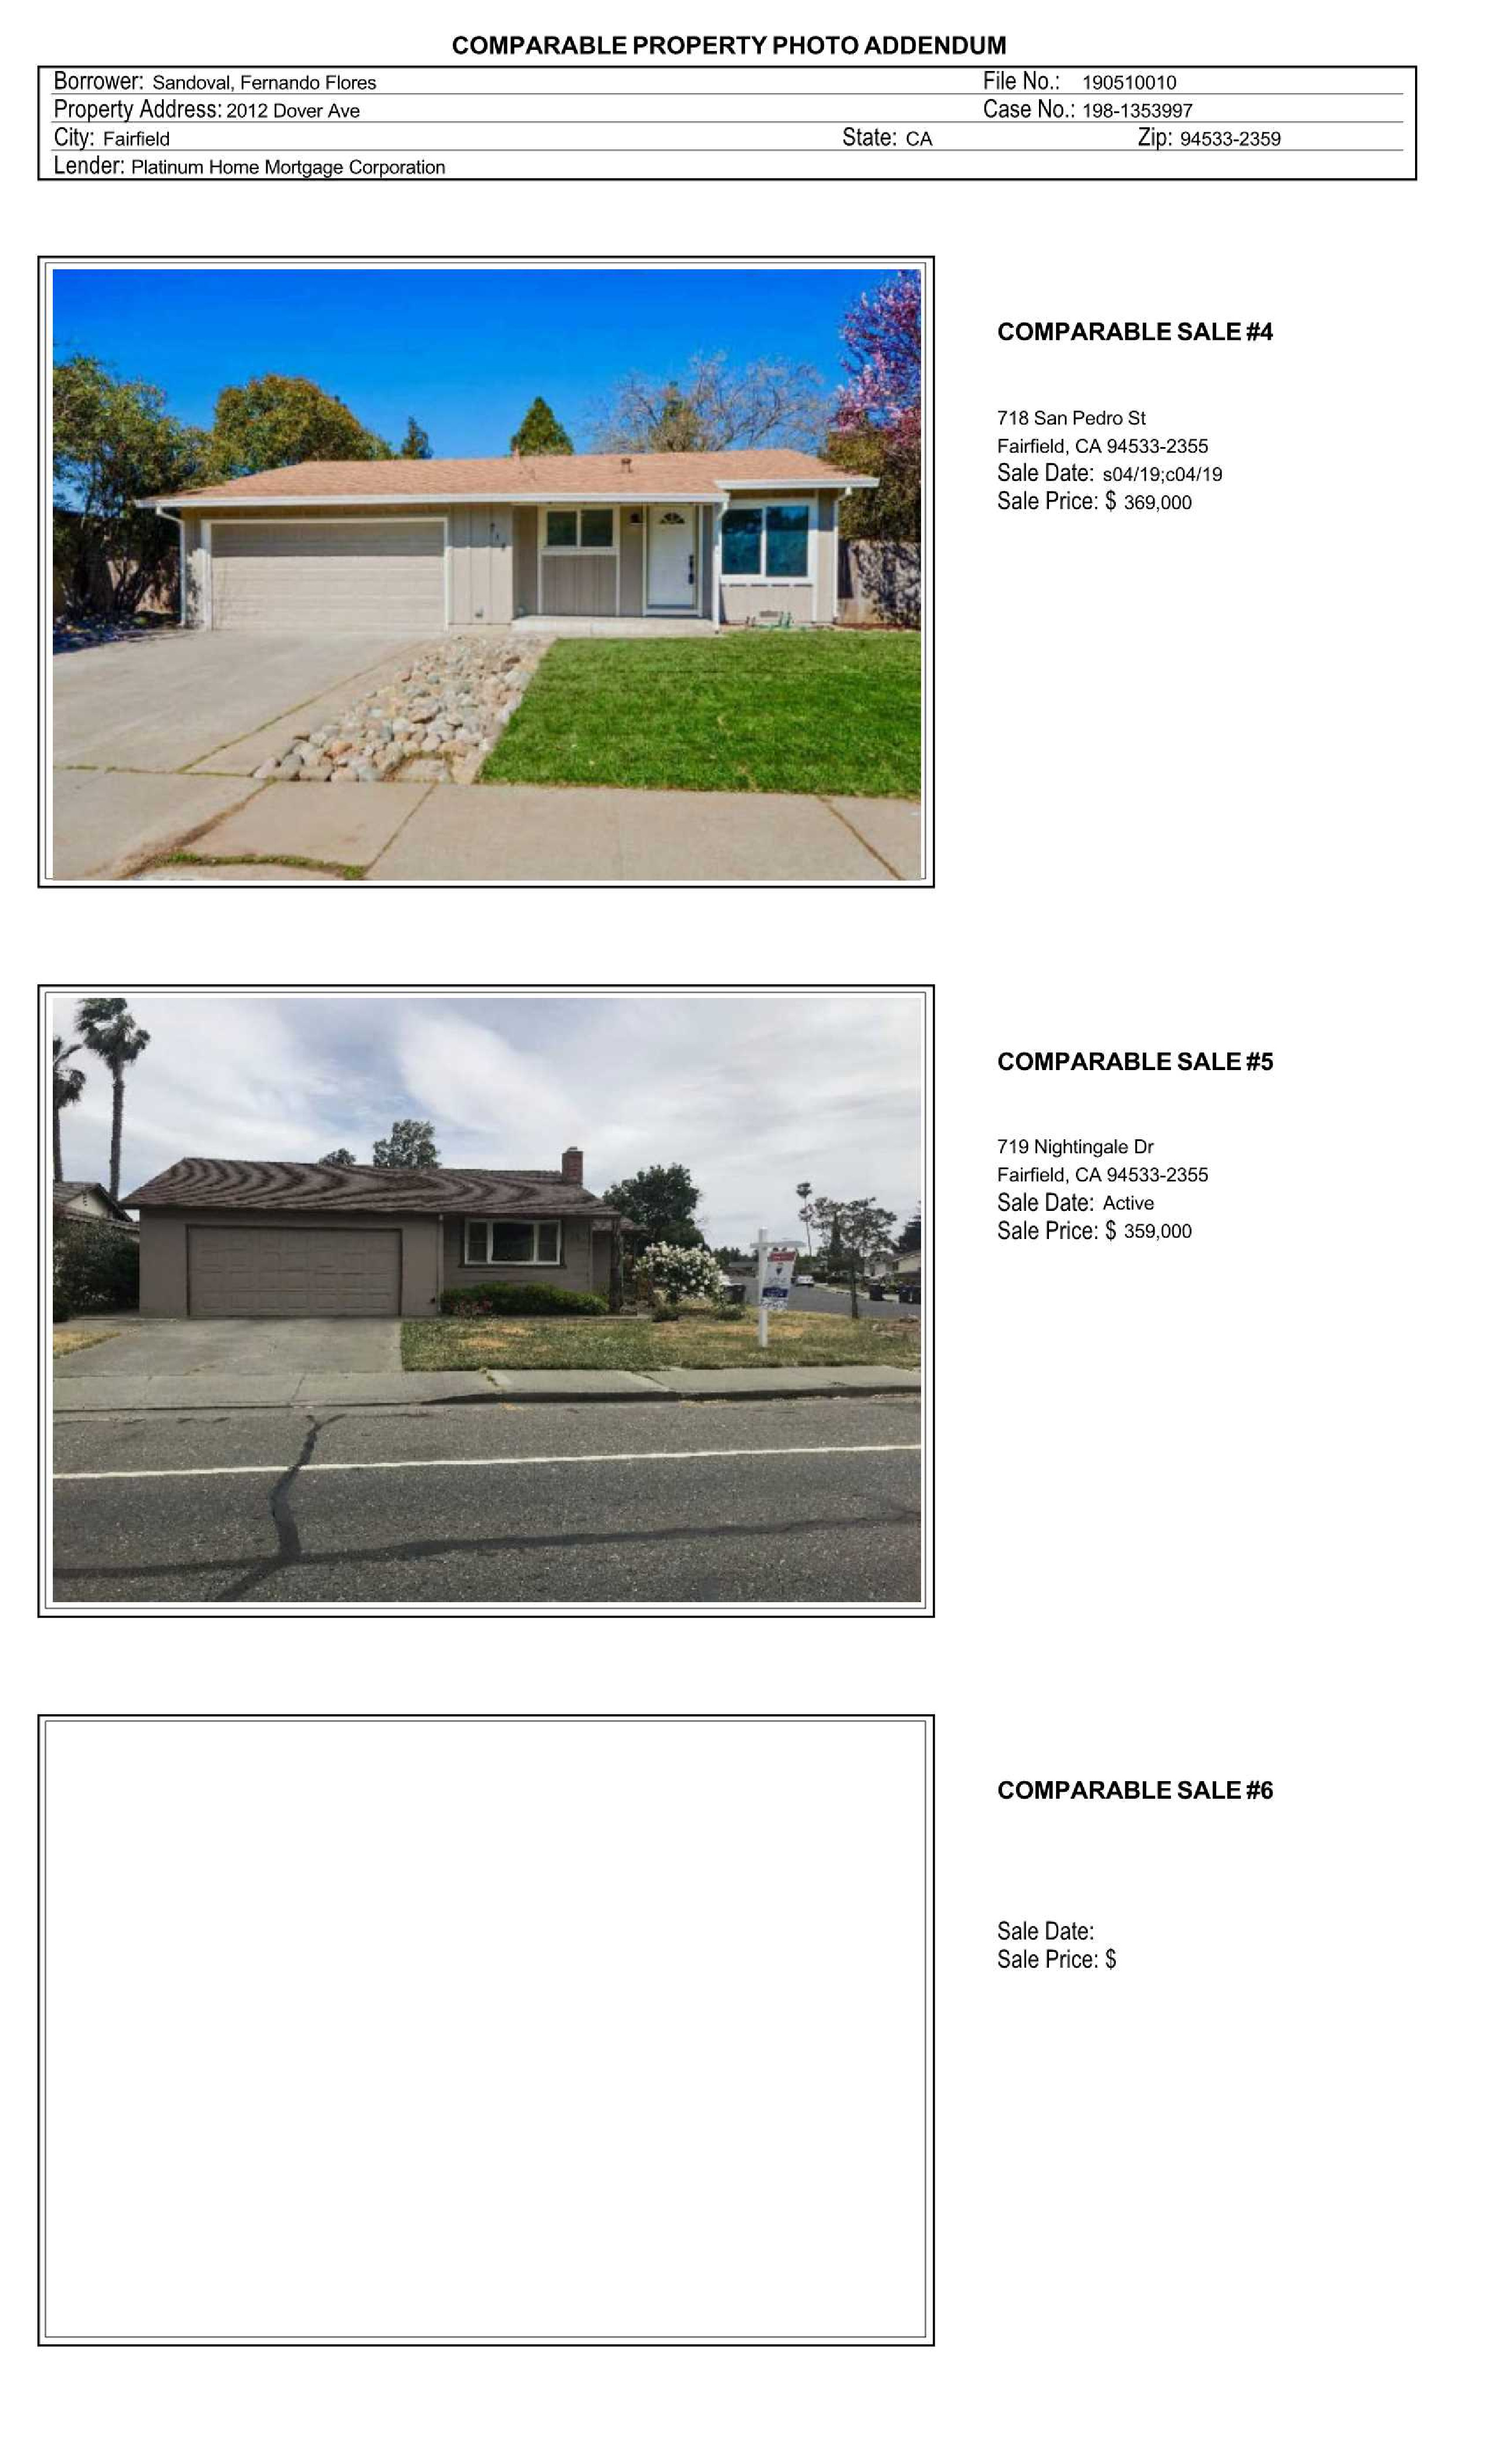 COMPARABLE PROPERTY PHOTO ADDENDUM
Borrower: Sandoval, Fernando Flores File No.: 190510010
Property Address: 2012 Dover Ave Case No.: 198-1353997
City: Fairfield State: CA Zip: 94533-2359
Lender: Platinum Home Mortgage Corporation
COMPARABLE SALE #4
718 San Pedro St
Fairfield, CA 94533-2355
Sale Date: s04/19;c04/19
Sale Price: $ 369,000
COMPARABLE SALE #5
719 Nightingale Dr
Fairfield, CA 94533-2355
Sale Date: Active
Sale Price: $ 359,000
COMPARABLE SALE #6
Sale Date:
Sale Price: $